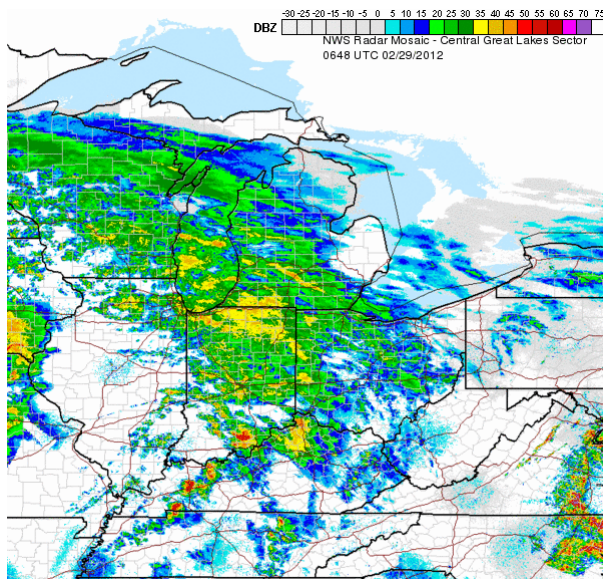 DBZ -30 -25 -20 -15 -10 -5 0 5 10 15 20 25 30 35 40 45 50 55 60 65 70 75
NWS Radar Mosaic - Central Great Lakes Sector
0648 UTC 02/29/2012